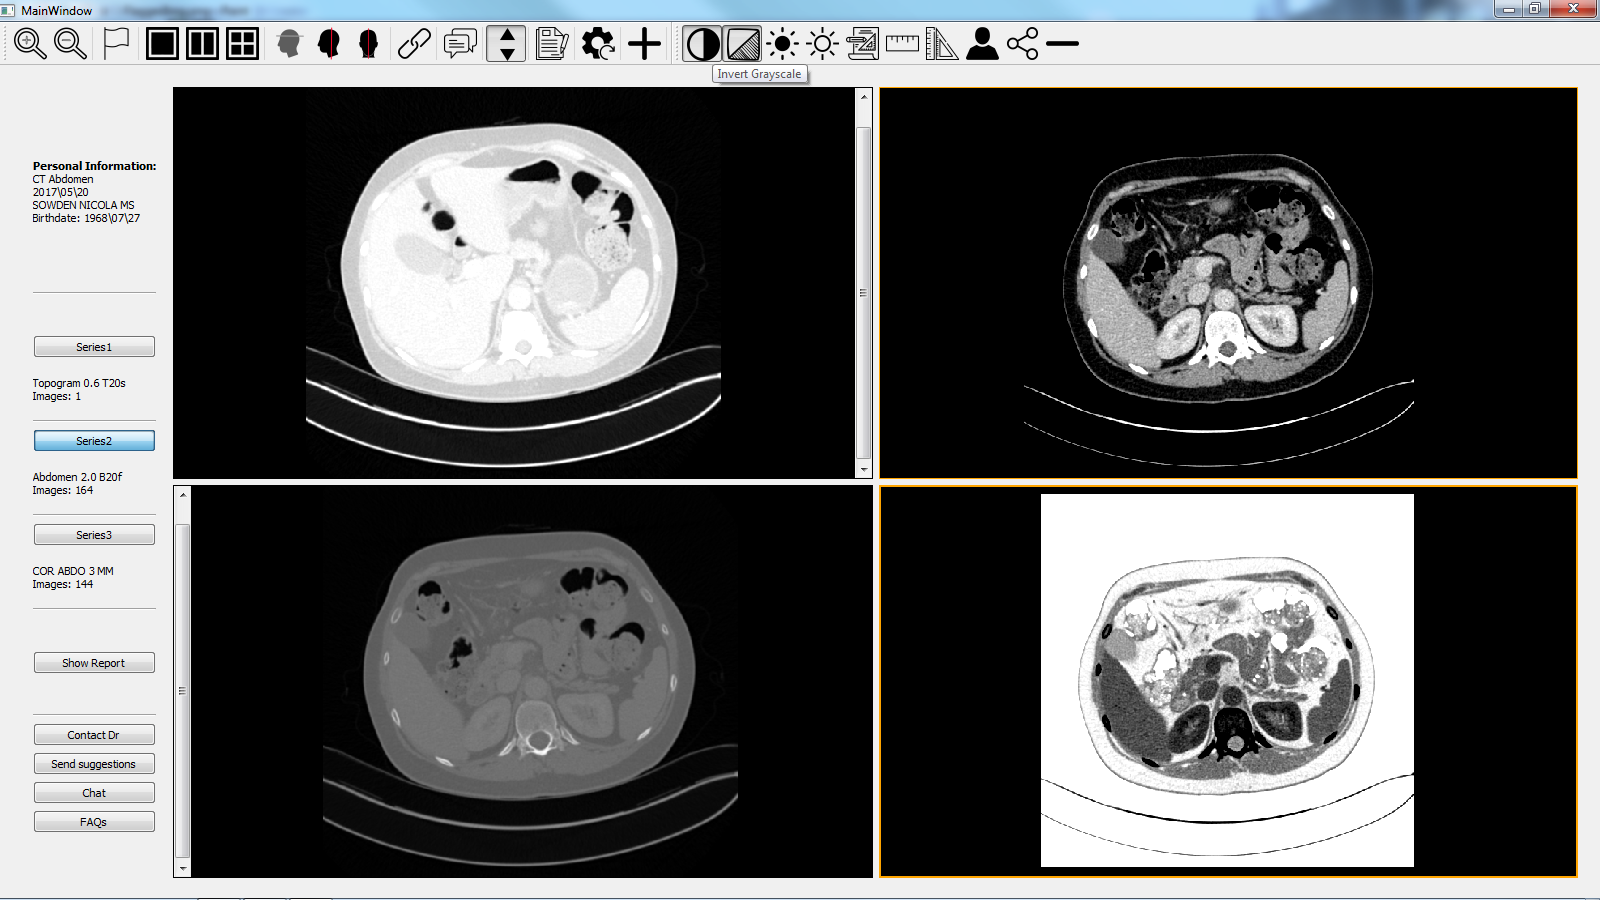 MainWindow
Invert Grayscale
Personal Information:
CT Abdomen
2017\05\20
SOWDEN NICOLA MS
Birthdate: 1968\07\27
Series1
Topogram 0.6 T20s
Images: 1
Series2
Abdomen 2.0 B20f
Images: 164
Series3
COR ABDO 3 MM
Images: 144
Show Report
Contact Dr
Send suggestions
Chat
FAQs